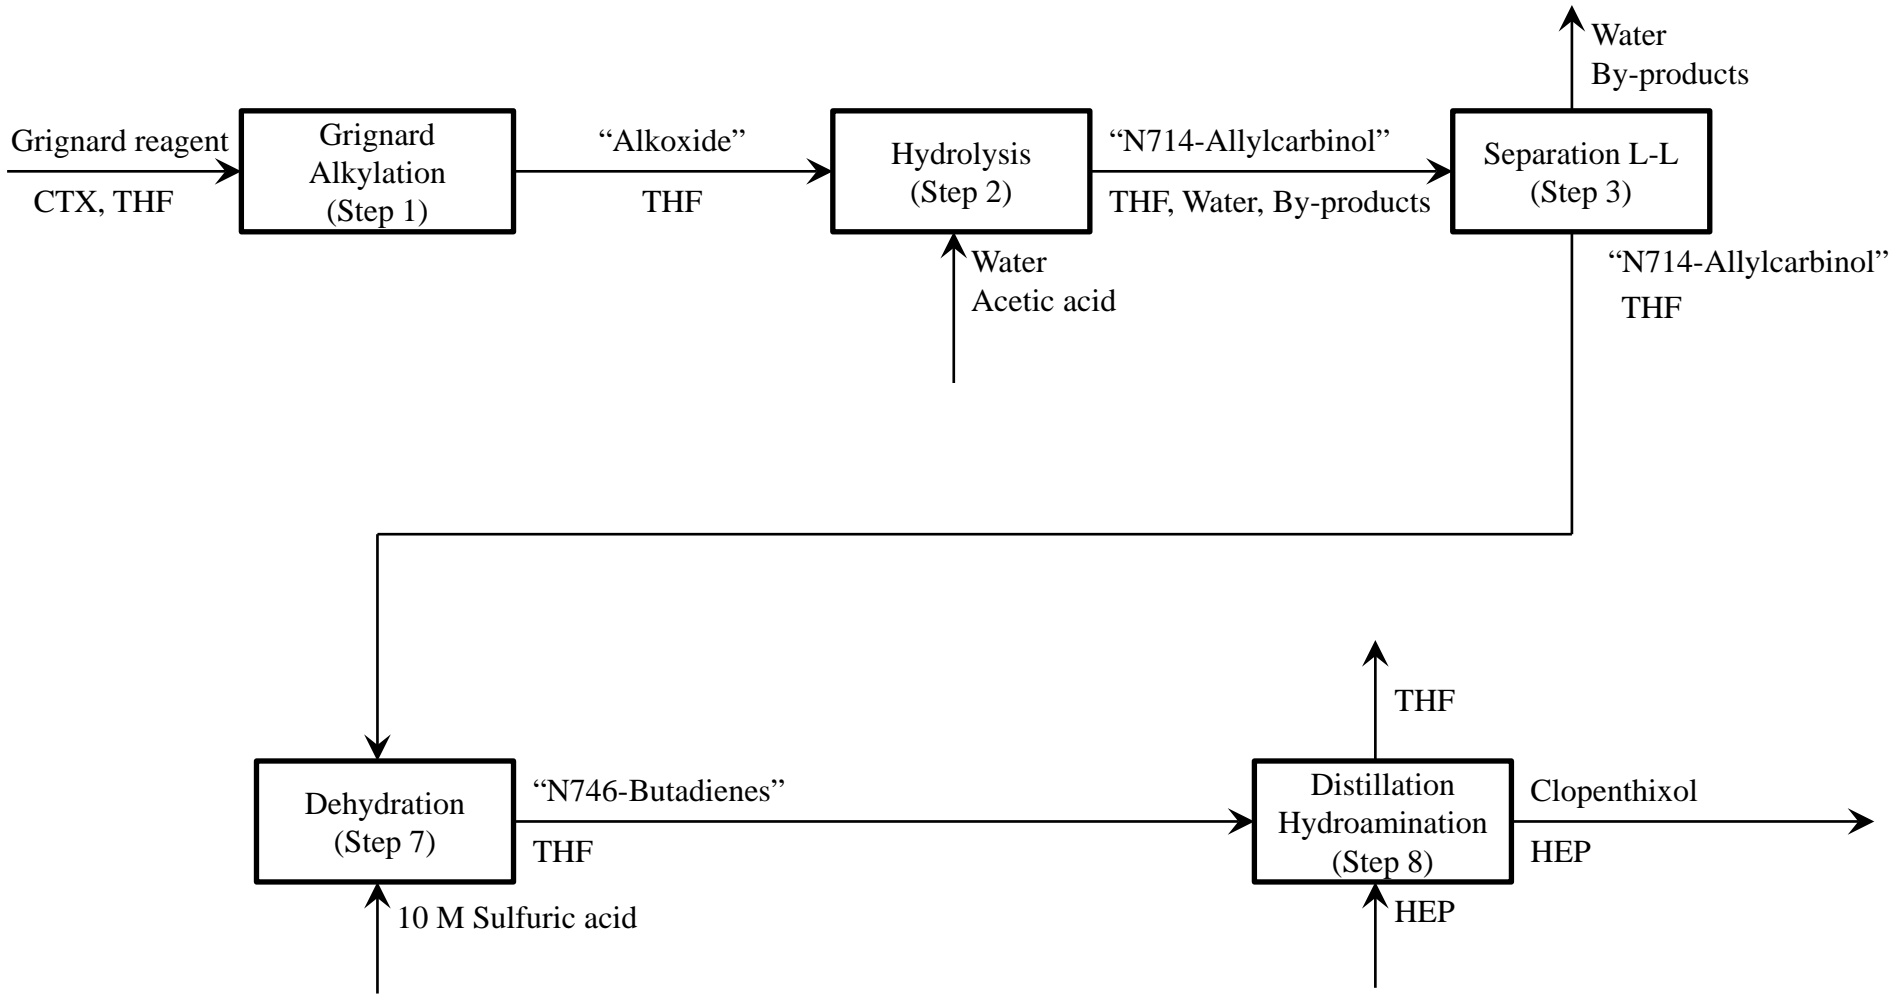 Grignard reagent
CTX, THF
Grignard
Alkylation
(Step 1)
“Alkoxide”
THF
Hydrolysis
(Step 2)
Water
Acetic acid
“N714-Allylcarbinol”
THF, Water, By-products
Separation L-L
(Step 3)
Water
By-products
“N714-Allylcarbinol”
THF
Dehydration
(Step 7)
10 M Sulfuric acid
“N746-Butadienes”
THF
Distillation
Hydroamination
(Step 8)
THF
HEP
Clopenthixol
HEP